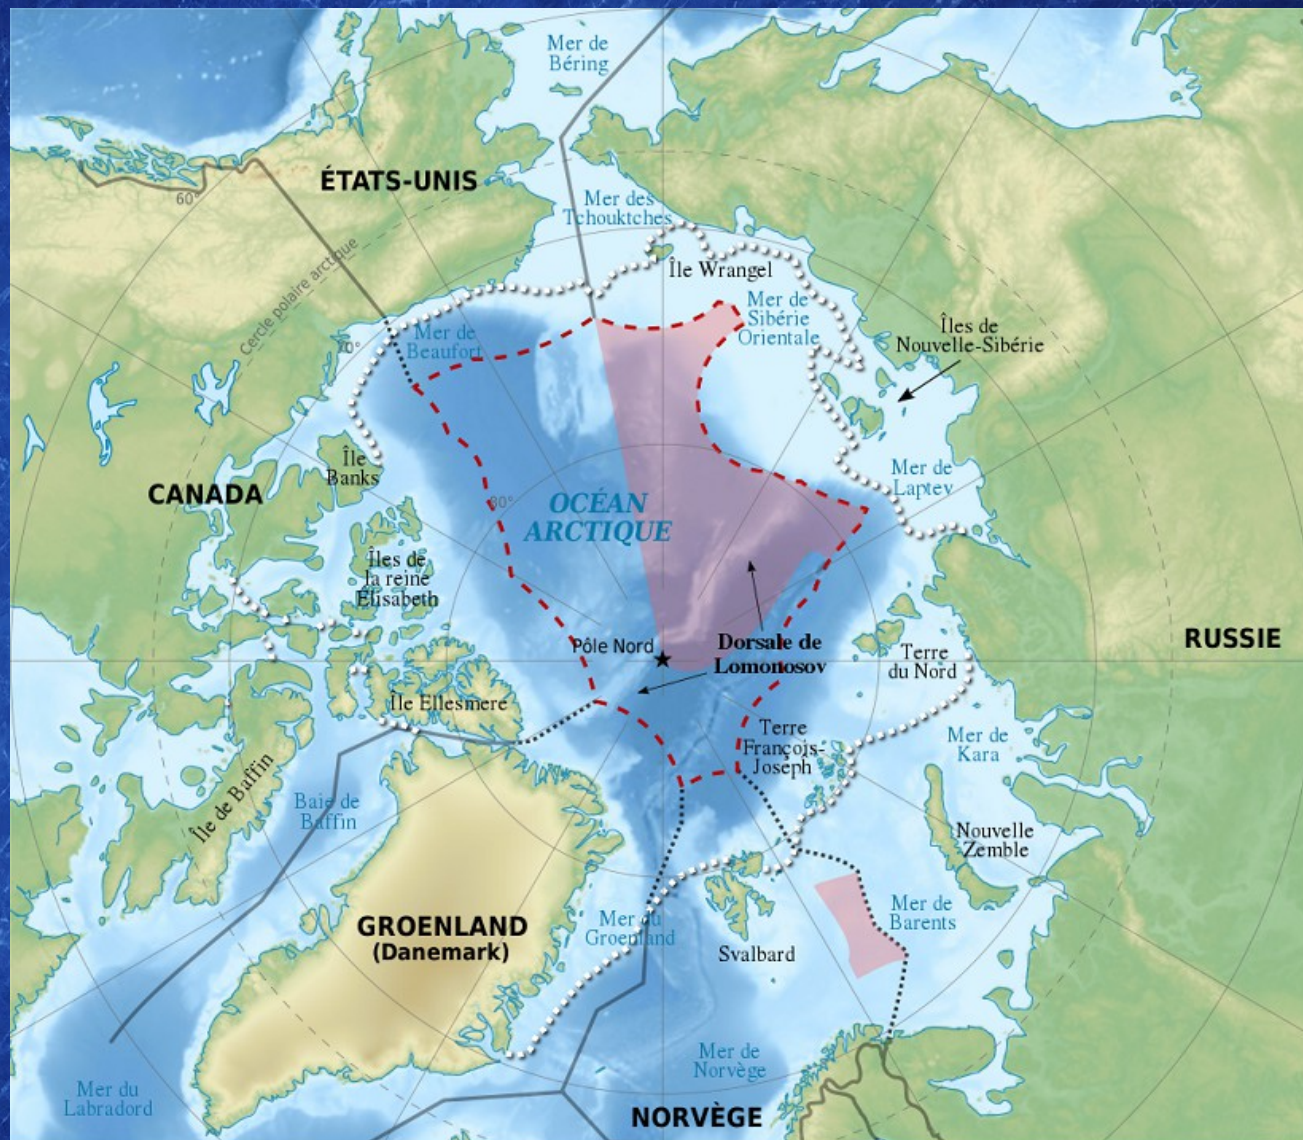 Mer de
Béring
ÉTATS-UNIS
60°
Mer des
Tchouktches
Cercle polaire arctique
Île Wrangel
Mer de
Sibérie
Orientale
Îles de
Nouvelle-Sibérie
Mer de
Beaufort
70°
Île
Banks
CANADA
80°
OCÉAN
ARCTIQUE
Mer de
Laptev
Îles de
la reine
Élisabeth
Pôle Nord
Dorsale de
Lomonosov
Terre
du Nord
RUSSIE
Île Ellesmere
Terre
François-
Joseph
Mer de
Kara
Île de Baffin
Baie de
Baffin
Nouvelle
Zemble
GROENLAND
(Danemark)
Mer du
Groenland
Svalbard
Mer de
Barents
Mer du
Labradord
Mer de
Norvège
NORVÈGE